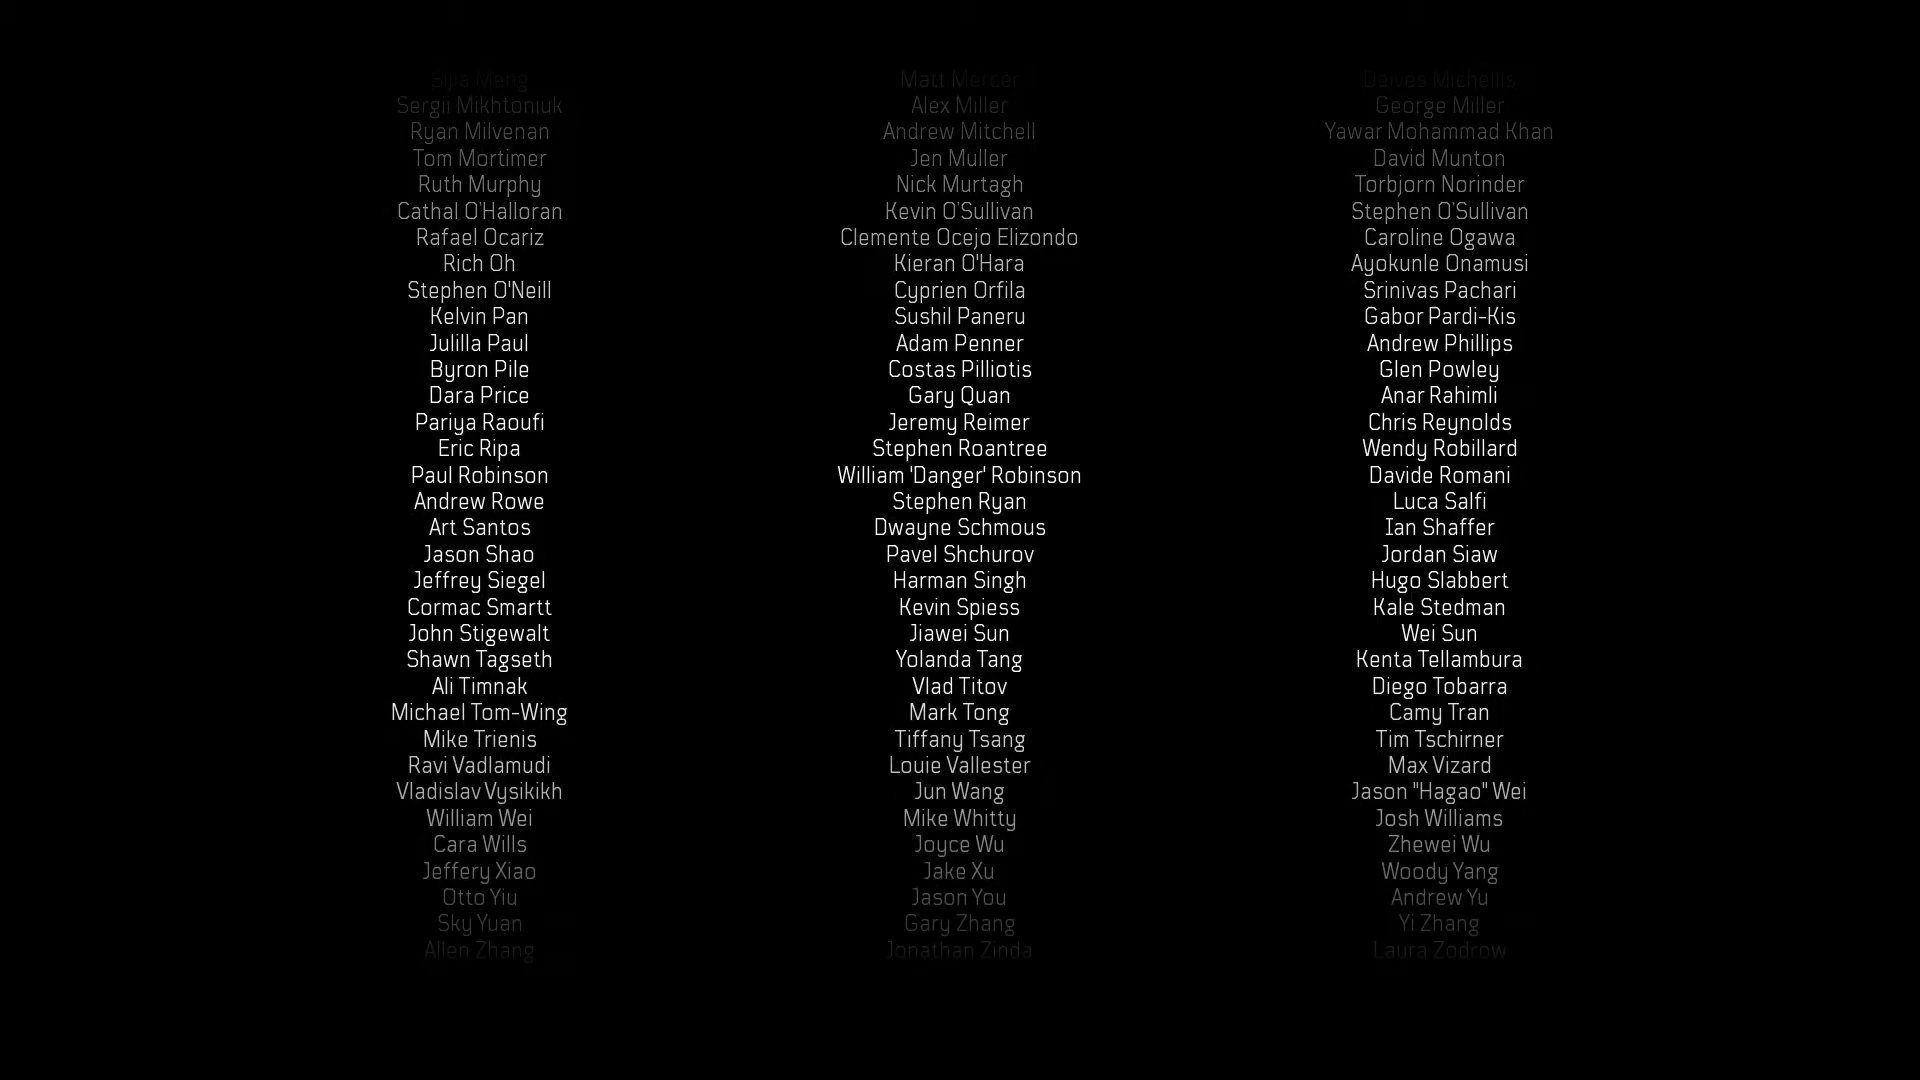 Sijia Meng Matt Mercer Deives Michellis
Sergii Mikhtoniuk Alex Miller George Miller
Ryan Milvenan Andrew Mitchell Yawar Mohammad Khan
Tom Mortimer Jen Muller David Munton
Ruth Murphy Nick Murtagh Torbjorn Norinder
Cathal O'Halloran Kevin O'Sullivan Stephen O'Sullivan
Rafael Ocariz Clemente Ocejo Elizondo Caroline Ogawa
Rich Oh Kieran O'Hara Ayokunle Onamusi
Stephen O'Neill Cyprien Orfila Srinivas Pachari
Kelvin Pan Sushil Paneru Gabor Pardi-Kis
Julilla Paul Adam Penner Andrew Phillips
Byron Pile Costas Pilliotis Glen Powley
Dara Price Gary Quan Anar Rahimli
Pariya Raoufi Jeremy Reimer Chris Reynolds
Eric Ripa Stephen Roantree Wendy Robillard
Paul Robinson William 'Danger' Robinson Davide Romani
Andrew Rowe Stephen Ryan Luca Salfi
Art Santos Dwayne Schmous Ian Shaffer
Jason Shao Pavel Shchurov Jordan Siaw
Jeffrey Siegel Harman Singh Hugo Slabbert
Cormac Smartt Kevin Spiess Kale Stedman
John Stigewalt Jiawei Sun Wei Sun
Shawn Tagseth Yolanda Tang Kenta Tellambura
Ali Timnak Vlad Titov Diego Tobarra
Michael Tom-Wing Mark Tong Camy Tran
Mike Trienis Tiffany Tsang Tim Tschirner
Ravi Vadlamudi Louie Vallester Max Vizard
Vladislav Vysikikh Jun Wang Jason "Hagao" Wei
William Wei Mike Whitty Josh Williams
Cara Wills Joyce Wu Zhewei Wu
Jeffery Xiao Jake Xu Woody Yang
Otto Yiu Jason You Andrew Yu
Sky Yuan Gary Zhang Yi Zhang
Allen Zhang Jonathan Zinda Laura Zodrow